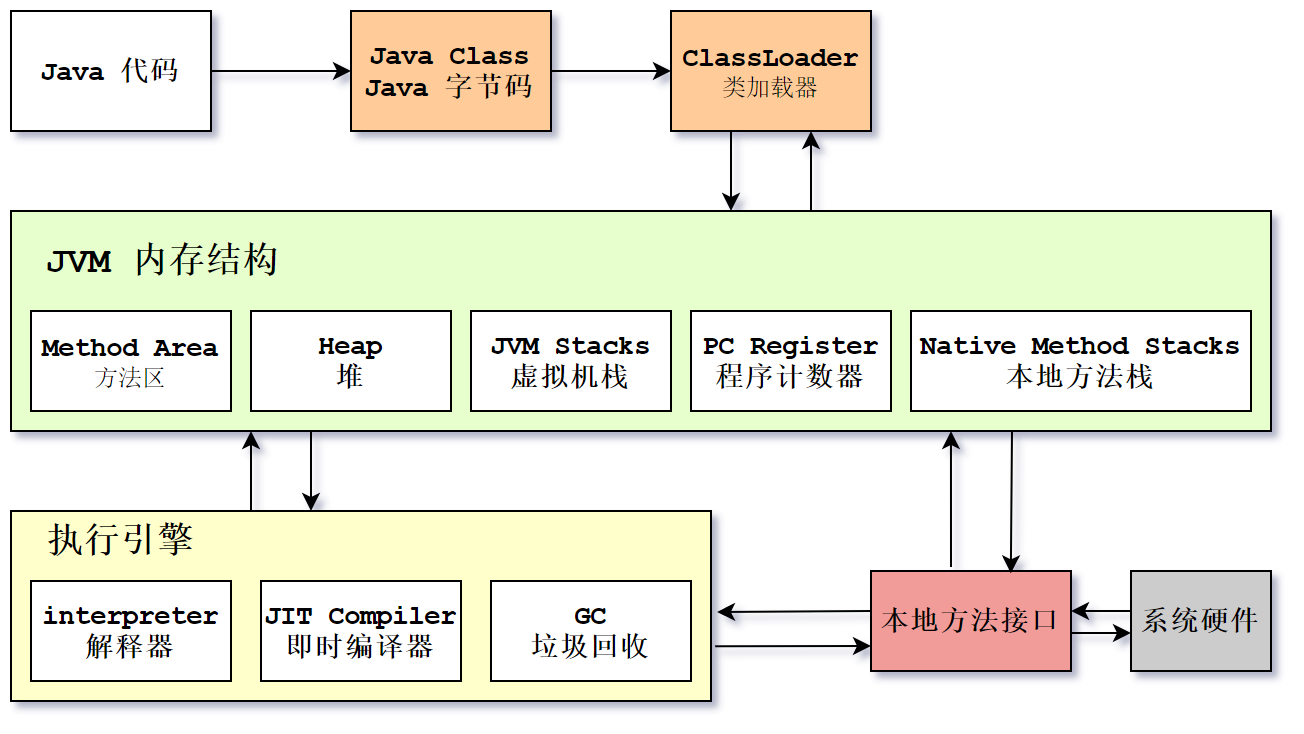 Java 代码
Java Class
Java 字节码
ClassLoader
类加载器
JVM 内存结构
Method Area
方法区
Heap
堆
JVM Stacks
虚拟机栈
PC Register
程序计数器
Native Method Stacks
本地方法栈
执行引擎
interpreter
解释器
JIT Compiler
即时编译器
GC
垃圾回收
本地方法接口
系统硬件